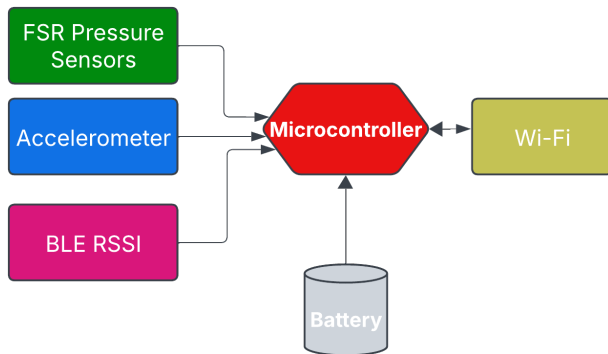 FSR Pressure
Sensors
Accelerometer
Microcontroller
Wi-Fi
BLE RSSI
Battery